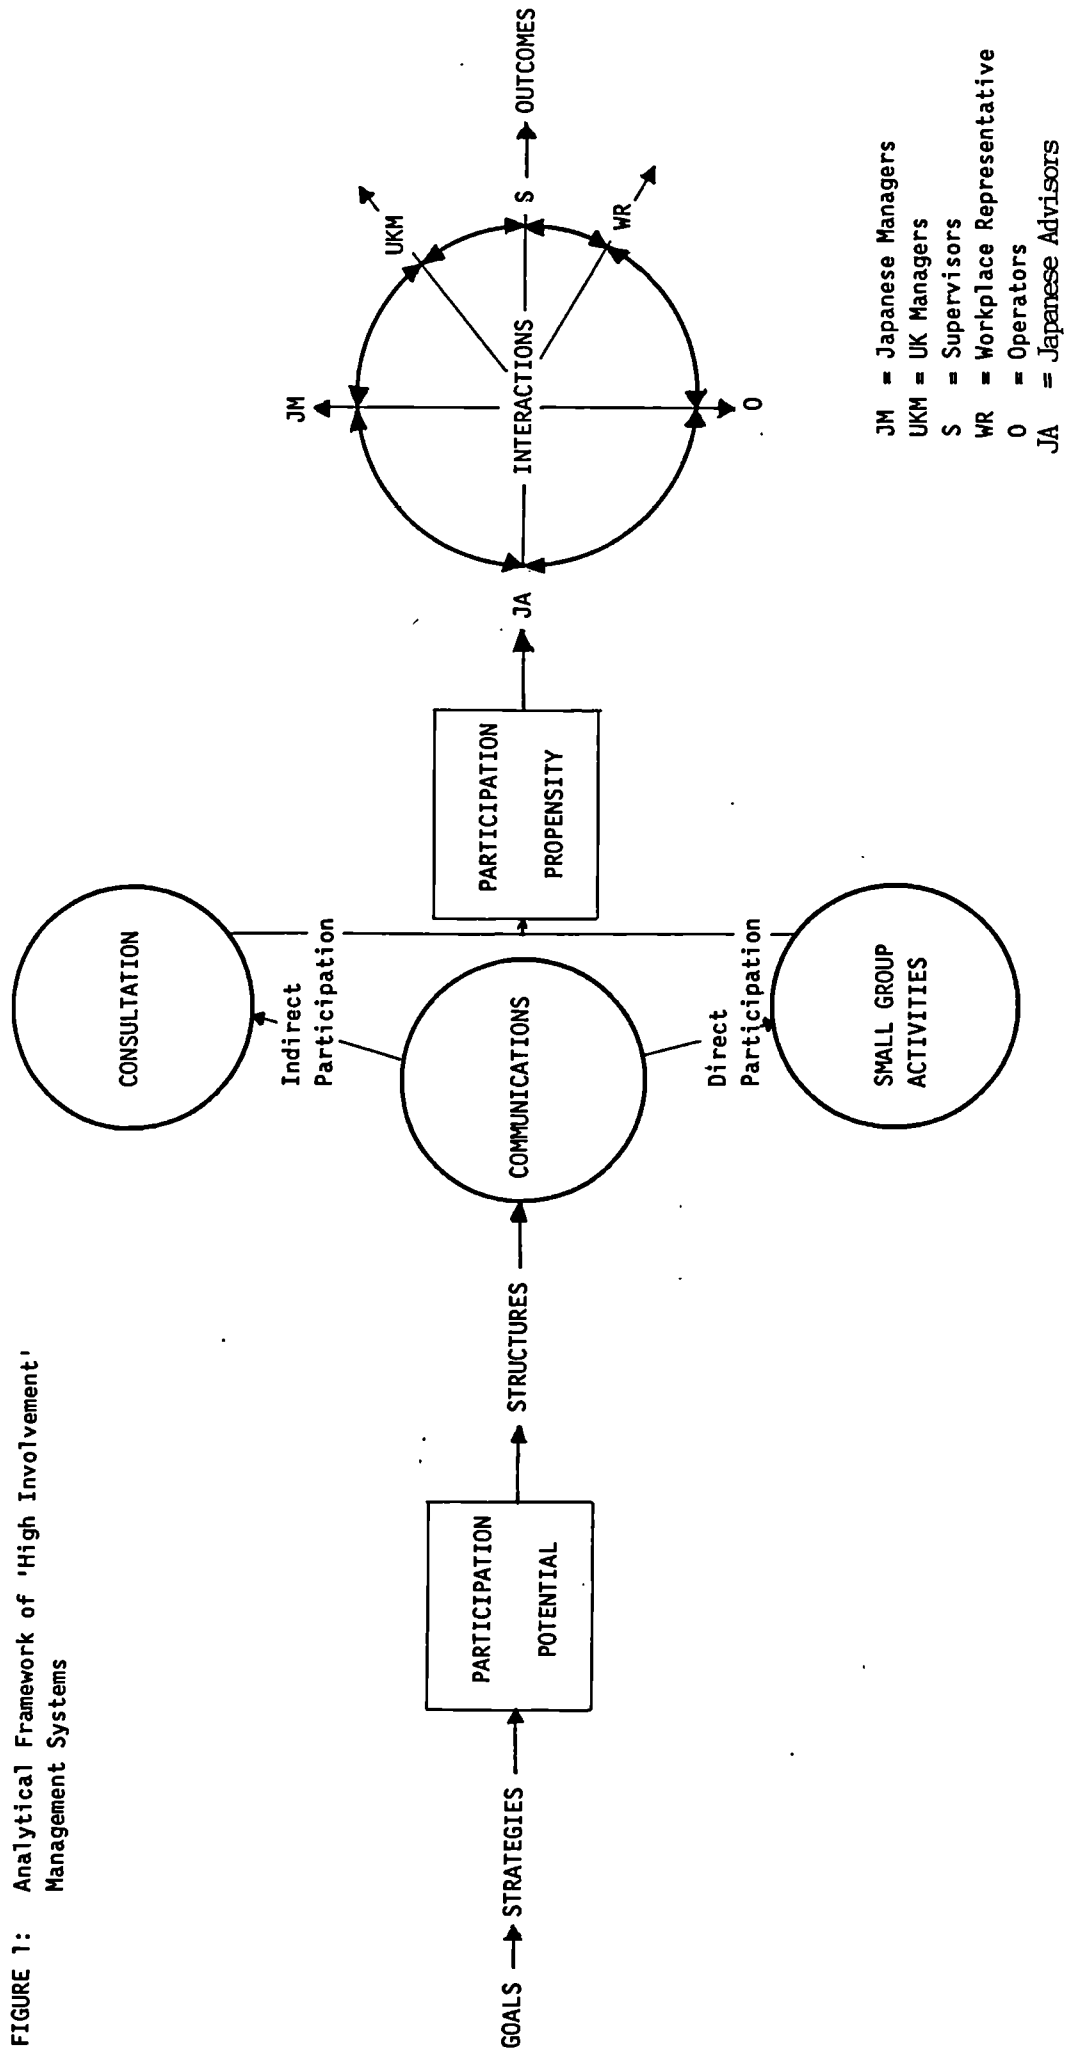 FIGURE 1: Analytical Framework of 'High Involvement'
Management Systems
CONSULTATION
Indirect
Participation
GOALS
STRATEGIES
PARTICIPATION
POTENTIAL
STRUCTURES
COMMUNICATIONS
PARTICIPATION
PROPENSITY
Direct
Participation
SMALL GROUP
ACTIVITIES
JA
INTERACTIONS
JM
UKM
S
WR
O
OUTCOMES
JM = Japanese Managers
UKM = UK Managers
S = Supervisors
WR = Workplace Representative
O = Operators
JA = Japanese Advisors